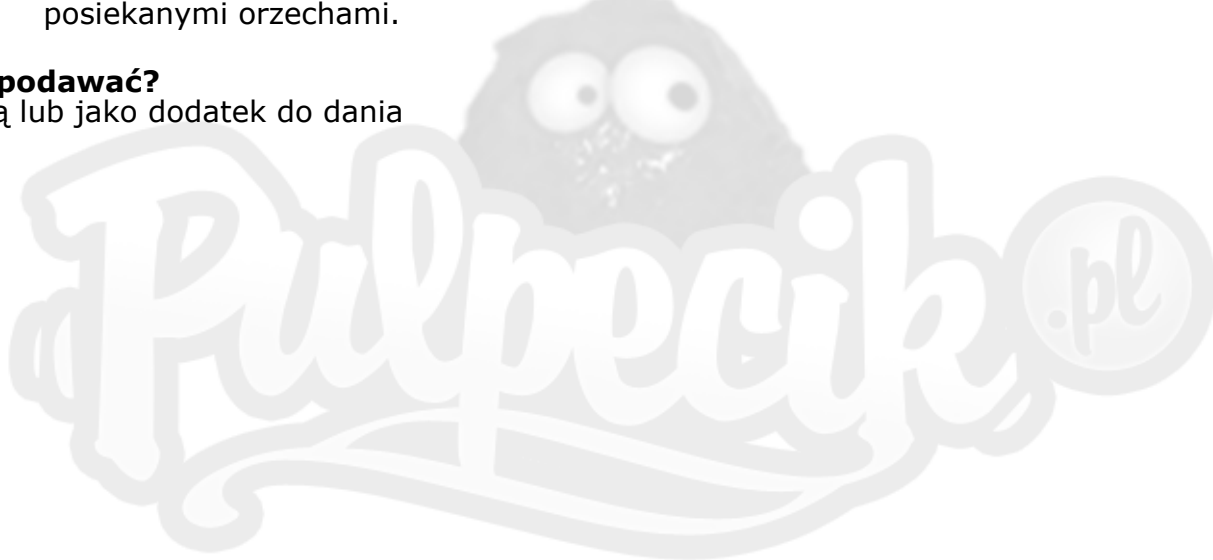 posiekanymi orzechami.
podawać?
ą lub jako dodatek do dania
Pulpecik.pl